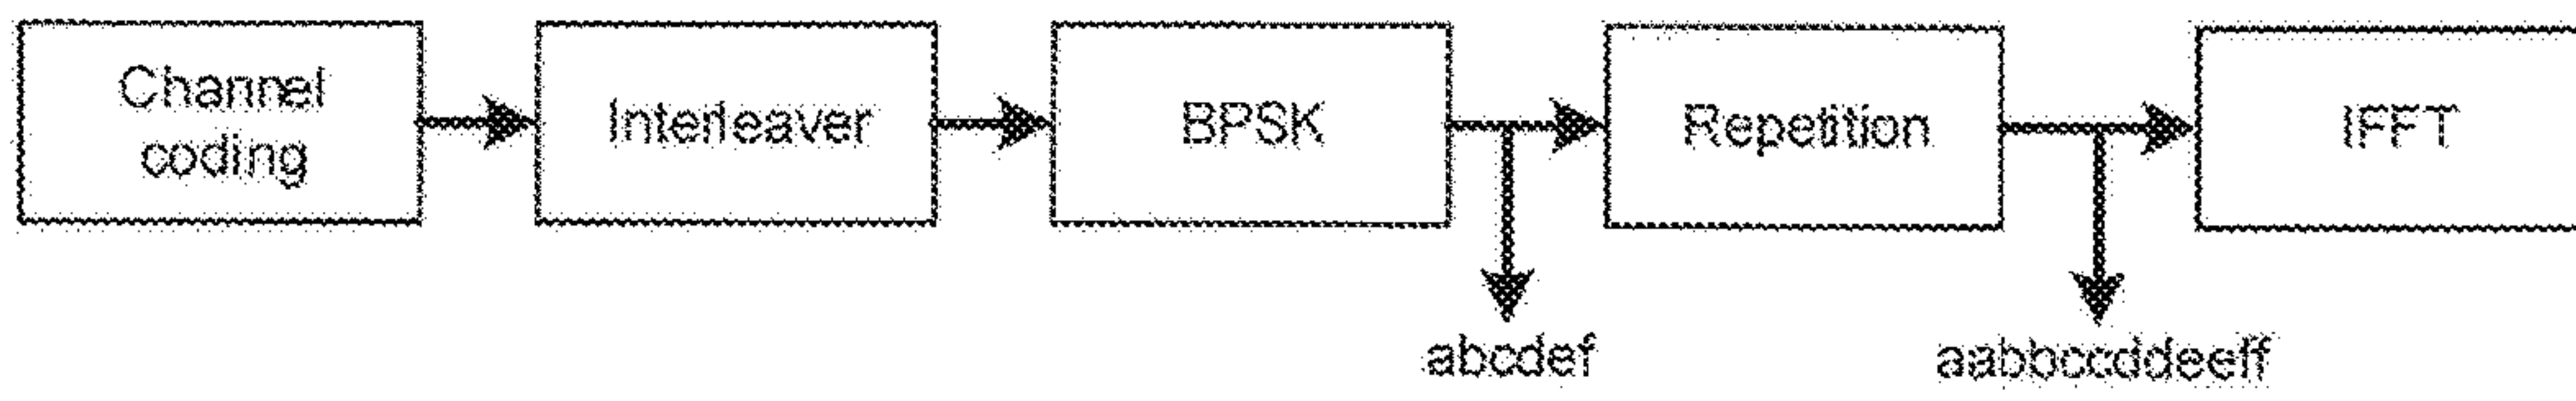 Channel
coding
Interleaver
BPSK
Repetition
IFFT
abcdef
aabbccddeeff